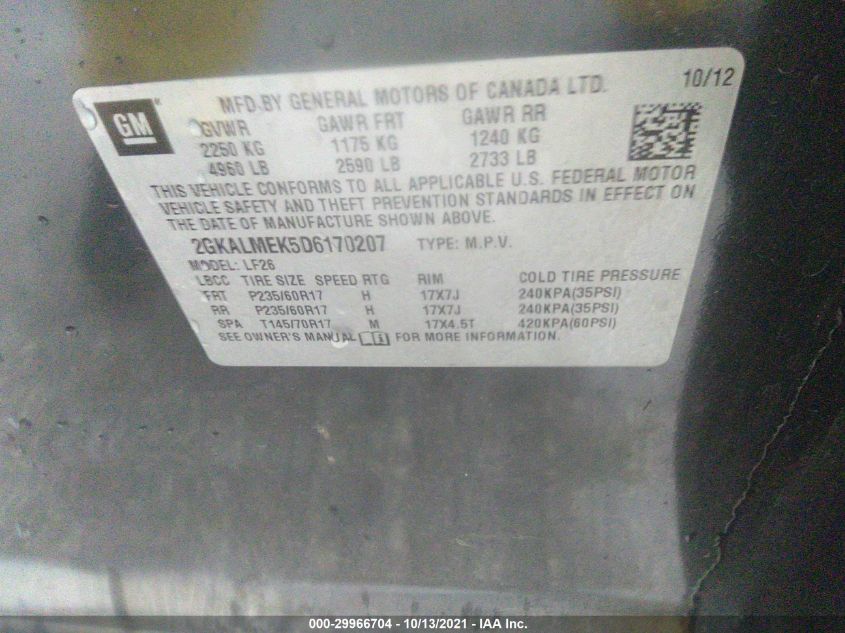 MFD.BY GENERAL MOTORS OF CANADA LTD. 10/12
GM
GVWR GAWR FRT GAWR RR
2250 KG 1175 KG 1240 KG
4960 LB 2590 LB 2733 LB
THIS VEHICLE CONFORMS TO ALL APPLICABLE U.S. FEDERAL MOTOR
VEHICLE SAFETY AND THEFT PREVENTION STANDARDS IN EFFECT ON
THE DATE OF MANUFACTURE SHOWN ABOVE.
2GKALMEK5D6170207 TYPE: M.P.V.
MODEL: LF26
LBCC TIRE SIZE SPEED RTG RIM COLD TIRE PRESSURE
FRT P235/60R17 H 17X7J 240KPA(35PSI)
RR P235/60R17 H 17X7J 240KPA(35PSI)
SPA T145/70R17 M 17X4.5T 420KPA(60PSI)
SEE OWNER'S MANUAL FOR MORE INFORMATION.
000-29966704 - 10/13/2021 - IAA Inc.